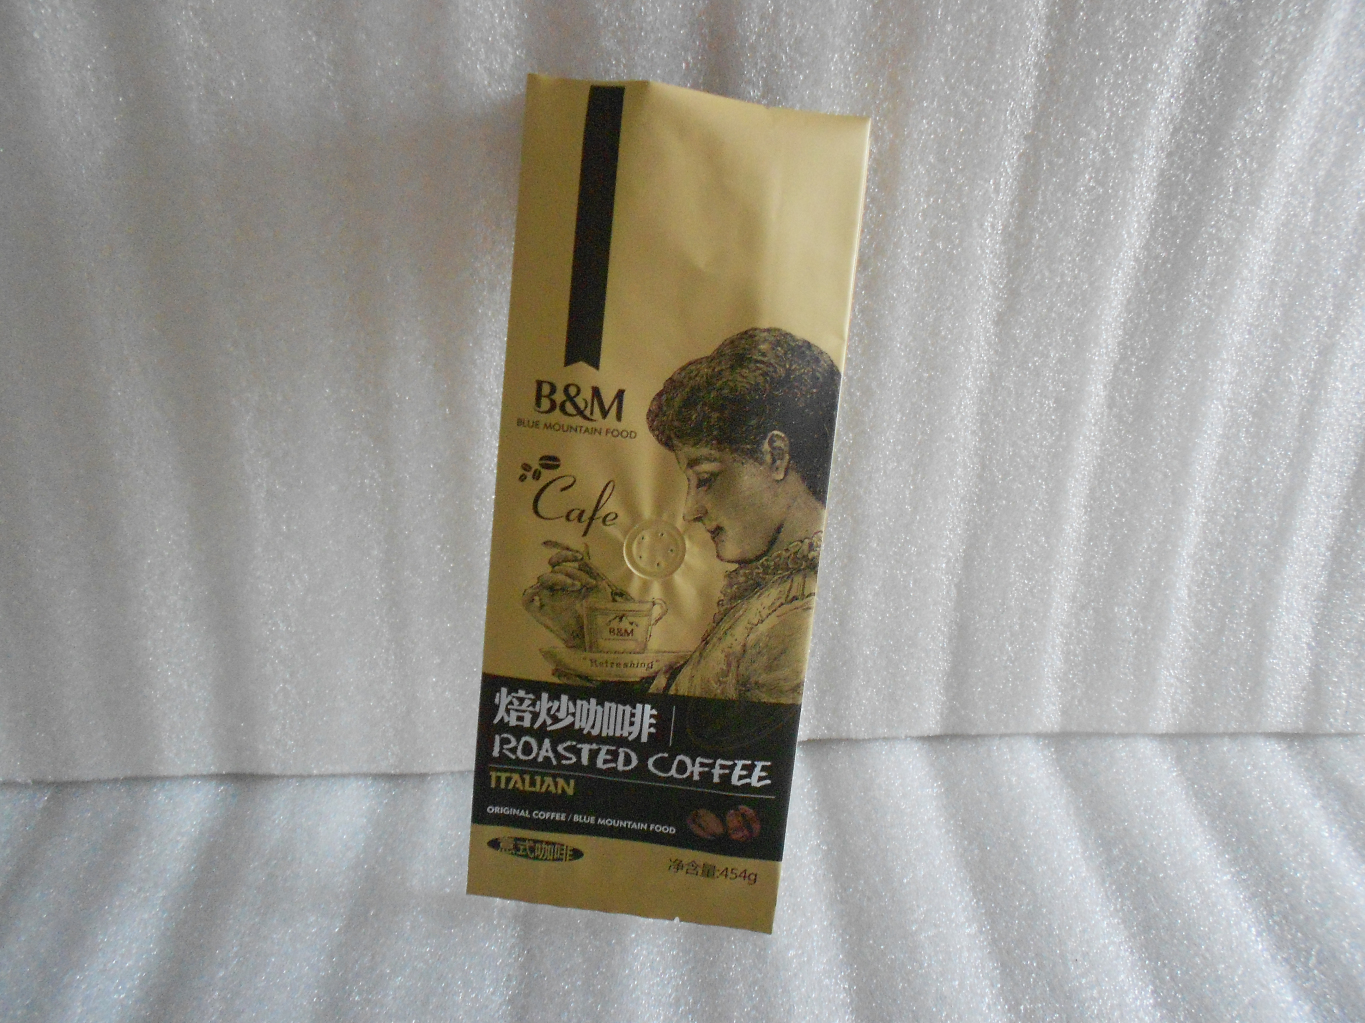 B&M
BLUE MOUNTAIN FOOD
Cafe
B&M
"Refreshing"
焙炒咖啡
ROASTED COFFEE
ITALIAN
ORIGINAL COFFEE / BLUE MOUNTAIN FOOD
意式咖啡
净含量:454g